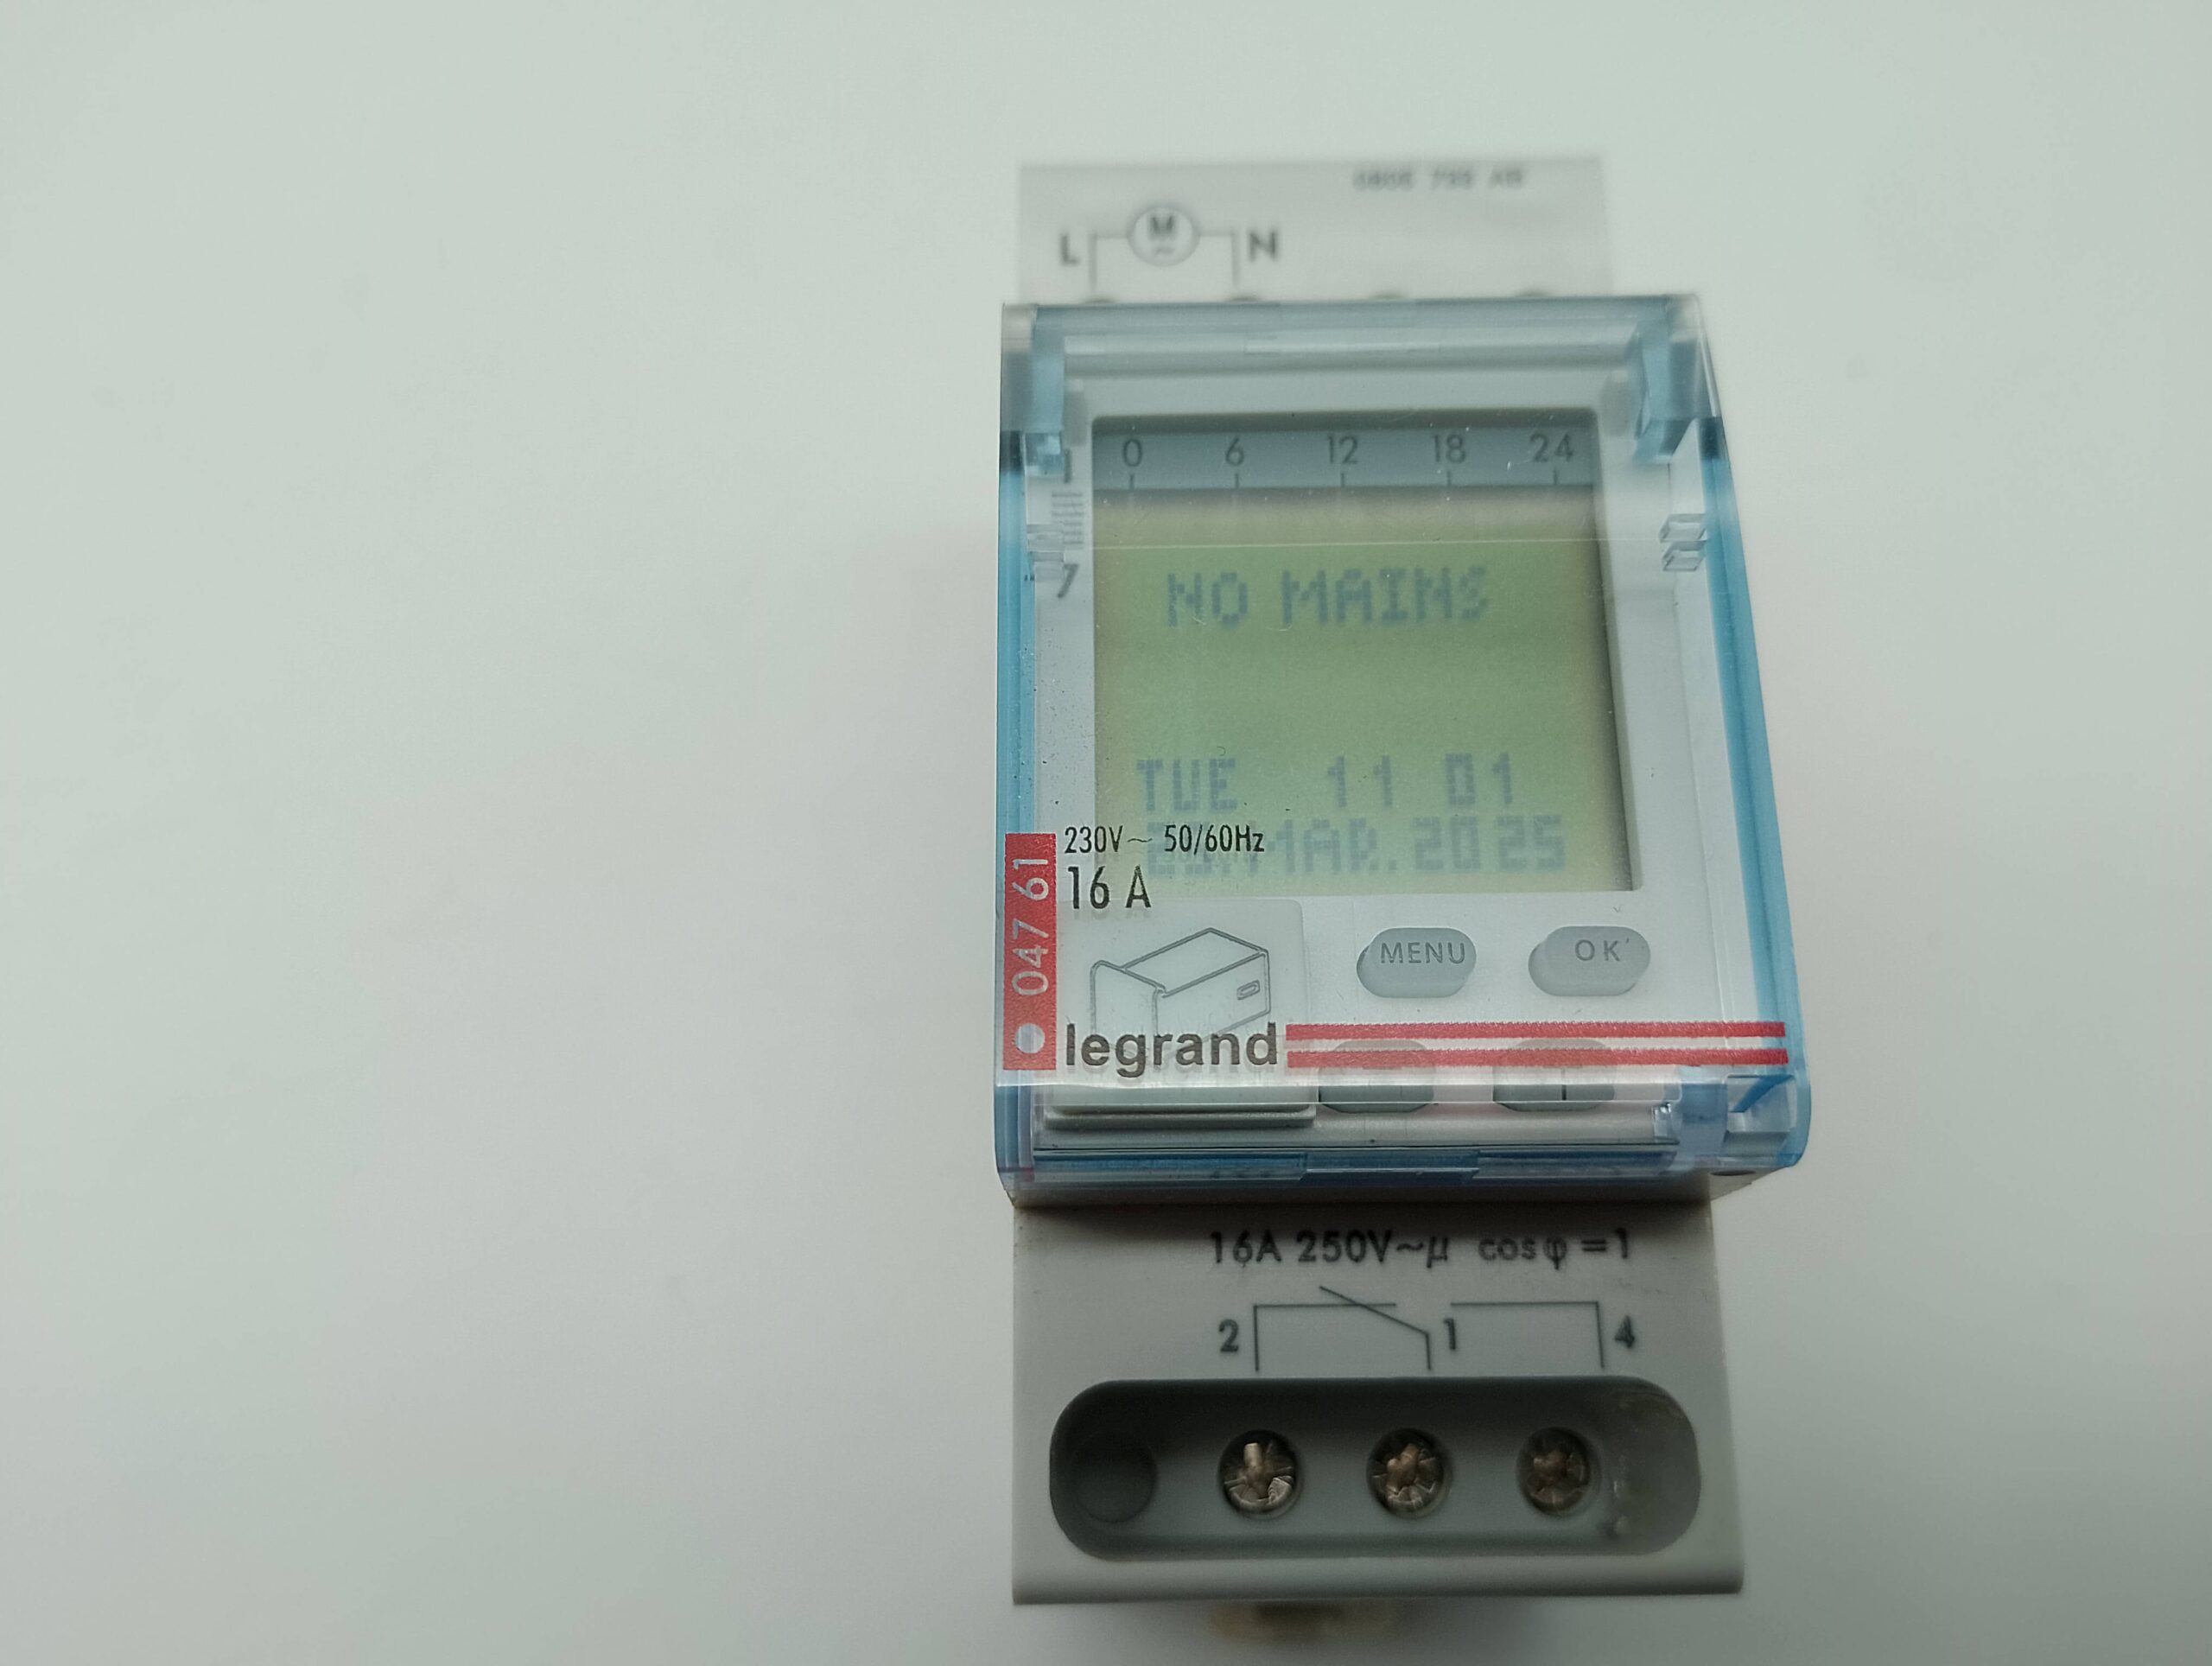 L M N
0 6 12 18 24
1
7
NO MAINS
TUE 11 01
25.MAR.2025
230V~ 50/60Hz
16 A
047 61
MENU OK
legrand
16A 250V~µ cosφ=1
2 1 4